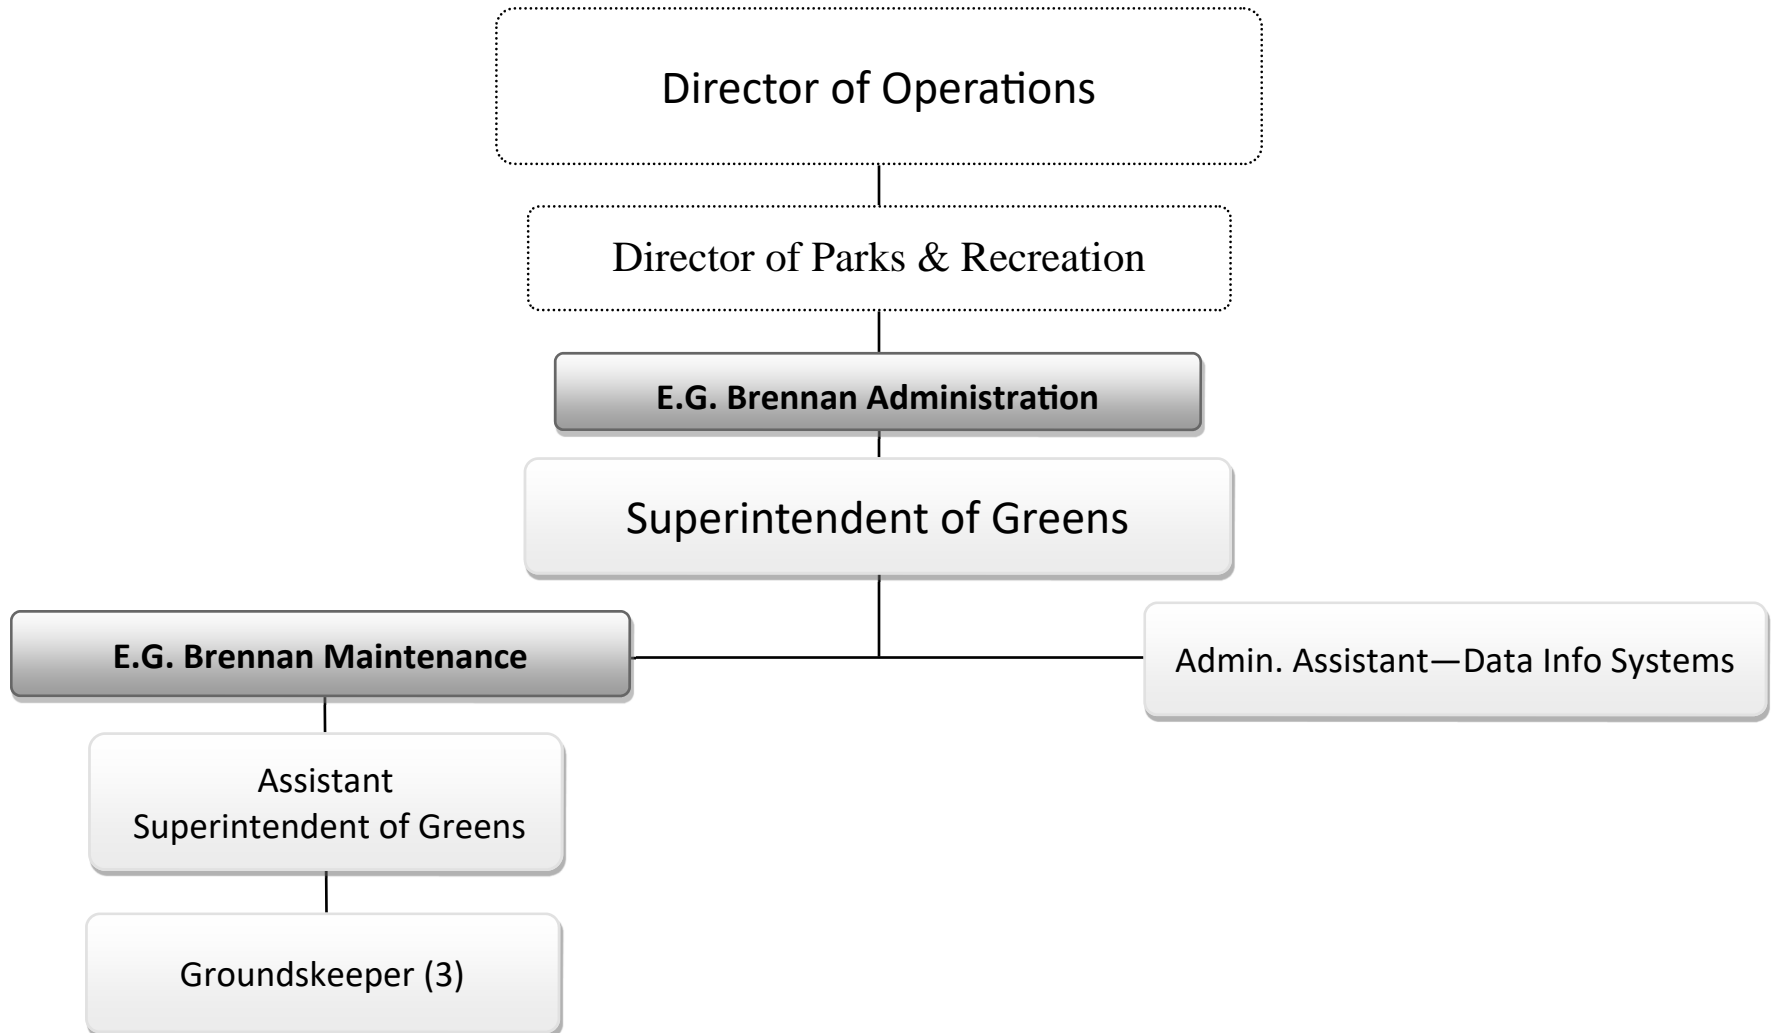 Director of Operations
Director of Parks & Recreation
E.G. Brennan Administration
Superintendent of Greens
E.G. Brennan Maintenance
Admin. Assistant—Data Info Systems
Assistant
Superintendent of Greens
Groundskeeper (3)